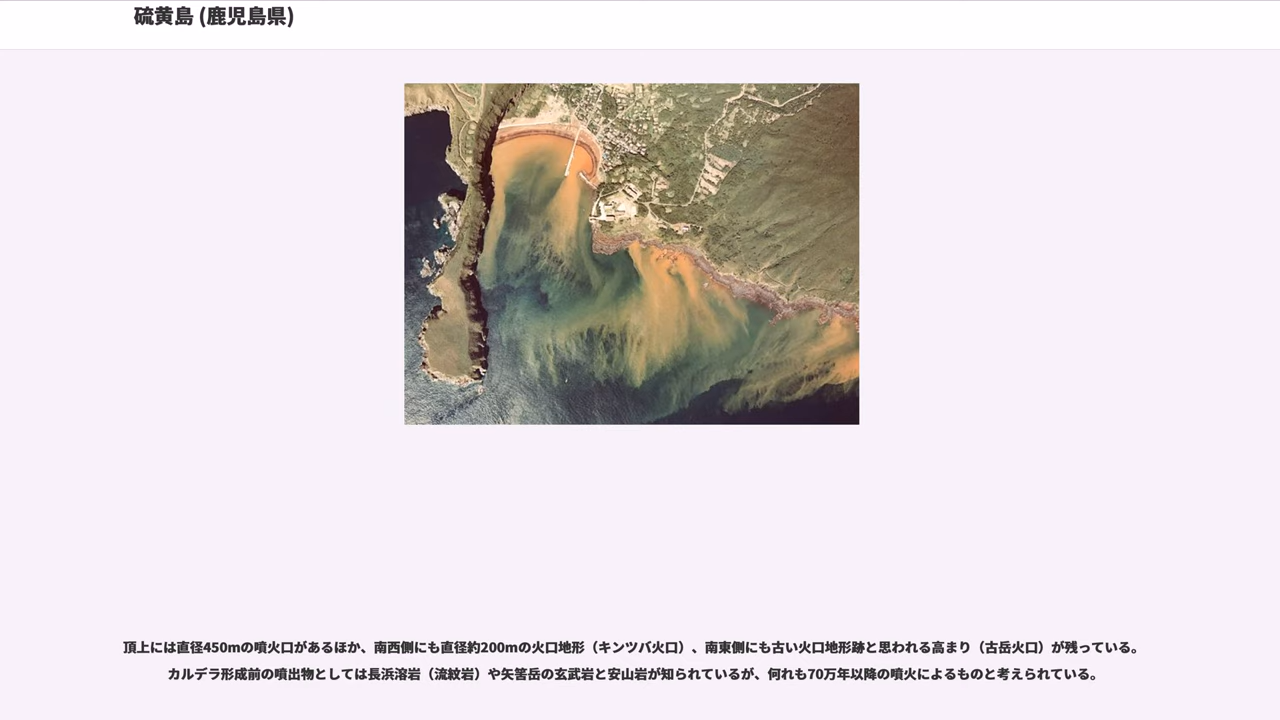 硫黄島 (鹿児島県)
頂上には直径450mの噴火口があるほか、南西側にも直径約200mの火口地形（キンツバ火口）、南東側にも古い火口地形跡と思われる高まり（古岳火口）が残っている。
カルデラ形成前の噴出物としては長浜溶岩（流紋岩）や矢筈岳の玄武岩と安山岩が知られているが、何れも70万年以降の噴火によるものと考えられている。